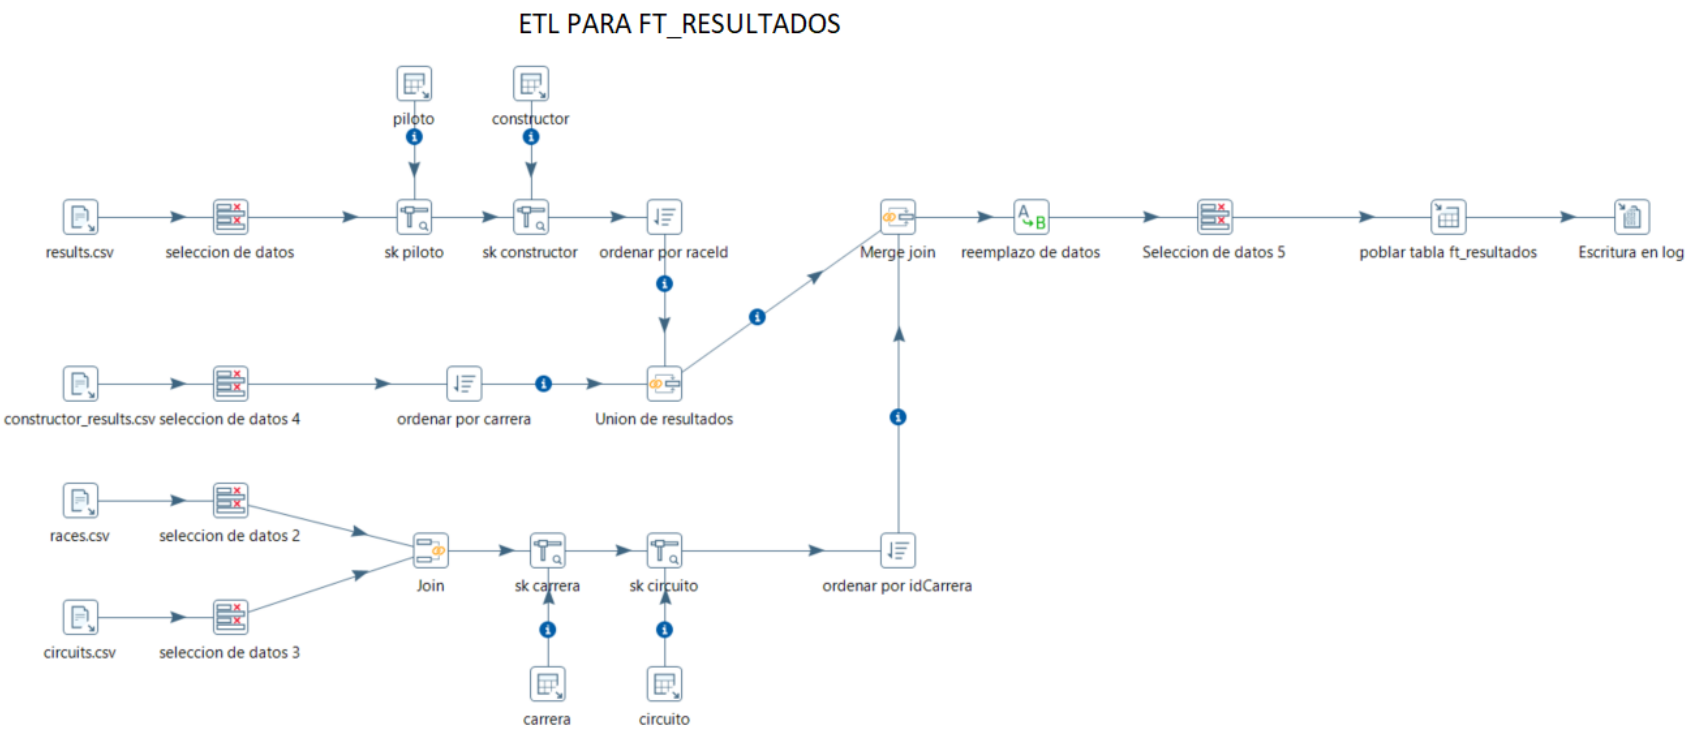 ETL PARA FT_RESULTADOS
piloto
constructor
results.csv
seleccion de datos
sk piloto
sk constructor
ordenar por raceId
Merge join
reemplazo de datos
Seleccion de datos 5
poblar tabla ft_resultados
Escritura en log
constructor_results.csv
seleccion de datos 4
ordenar por carrera
Union de resultados
races.csv
seleccion de datos 2
Join
sk carrera
sk circuito
ordenar por idCarrera
circuits.csv
seleccion de datos 3
carrera
circuito